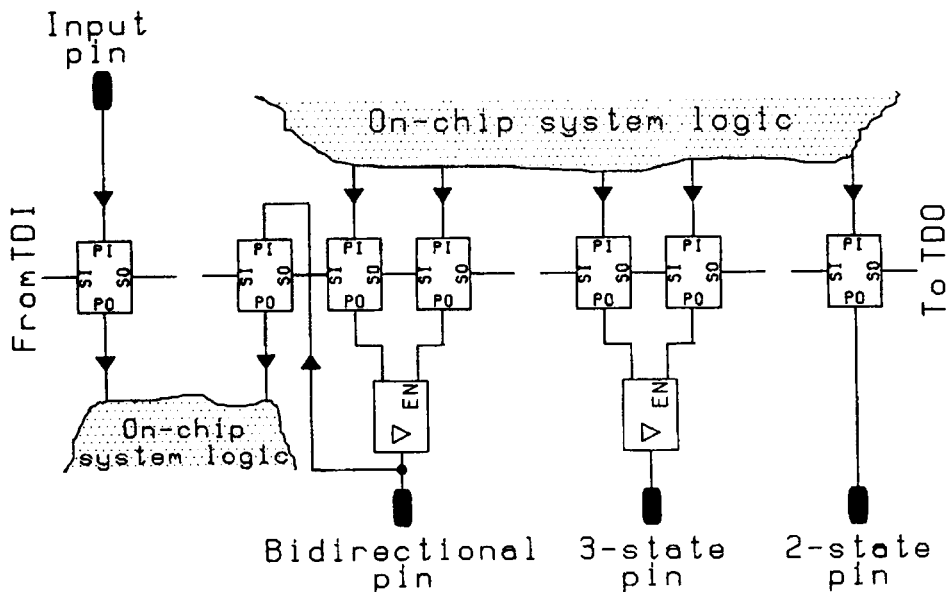 Input
pin
On-chip system logic
From TDI
PI
SI
SO
PO
PI
SI
SO
PO
PI
SI
SO
PO
PI
SI
SO
PO
PI
SI
SO
PO
PI
SI
SO
PO
PI
SI
SO
PO
To TDO
EN
EN
On-chip
system logic
Bidirectional
pin
3-state
pin
2-state
pin